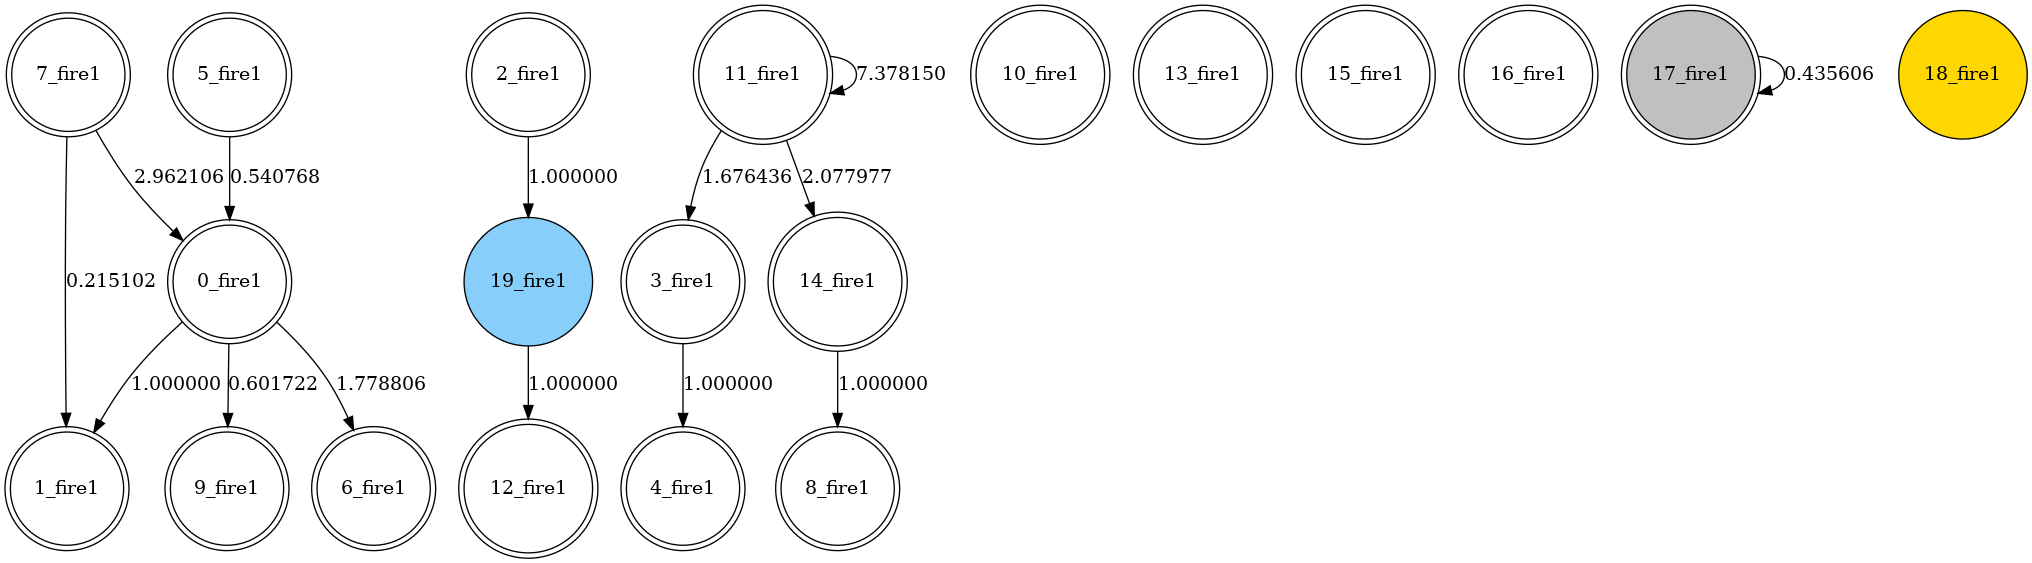 7_fire1
5_fire1
2_fire1
11_fire1
7.378150
10_fire1
13_fire1
15_fire1
16_fire1
17_fire1
0.435606
18_fire1
2.962106
0.540768
1.000000
1.676436
2.077977
0.215102
0_fire1
19_fire1
3_fire1
14_fire1
1.000000
0.601722
1.778806
1.000000
1.000000
1.000000
1_fire1
9_fire1
6_fire1
12_fire1
4_fire1
8_fire1